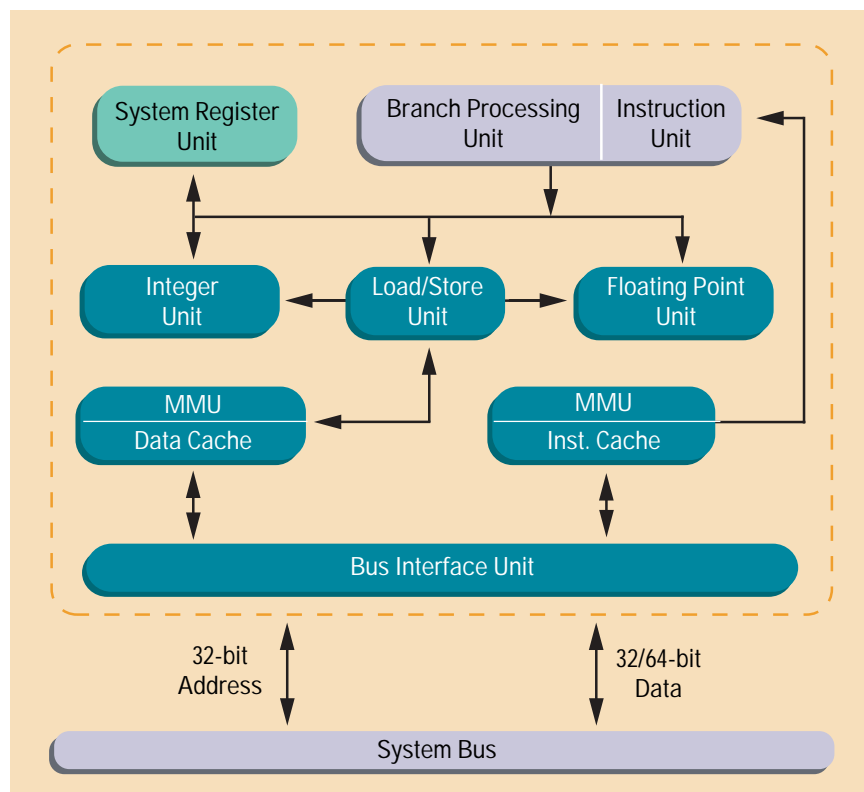 System Register
Unit
Branch Processing
Unit
Instruction
Unit
Integer
Unit
Load/Store
Unit
Floating Point
Unit
MMU
Data Cache
MMU
Inst. Cache
Bus Interface Unit
32-bit
Address
32/64-bit
Data
System Bus